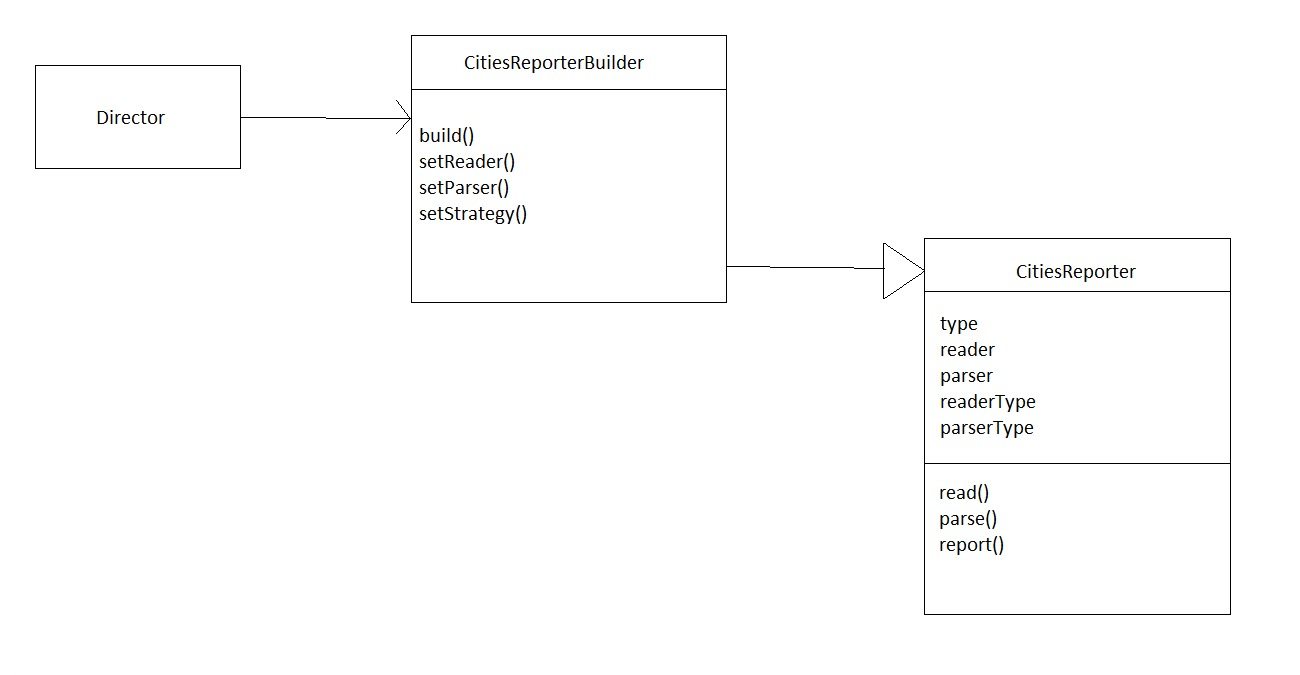 Director
CitiesReporterBuilder
build()
setReader()
setParser()
setStrategy()
CitiesReporter
type
reader
parser
readerType
parserType
read()
parse()
report()